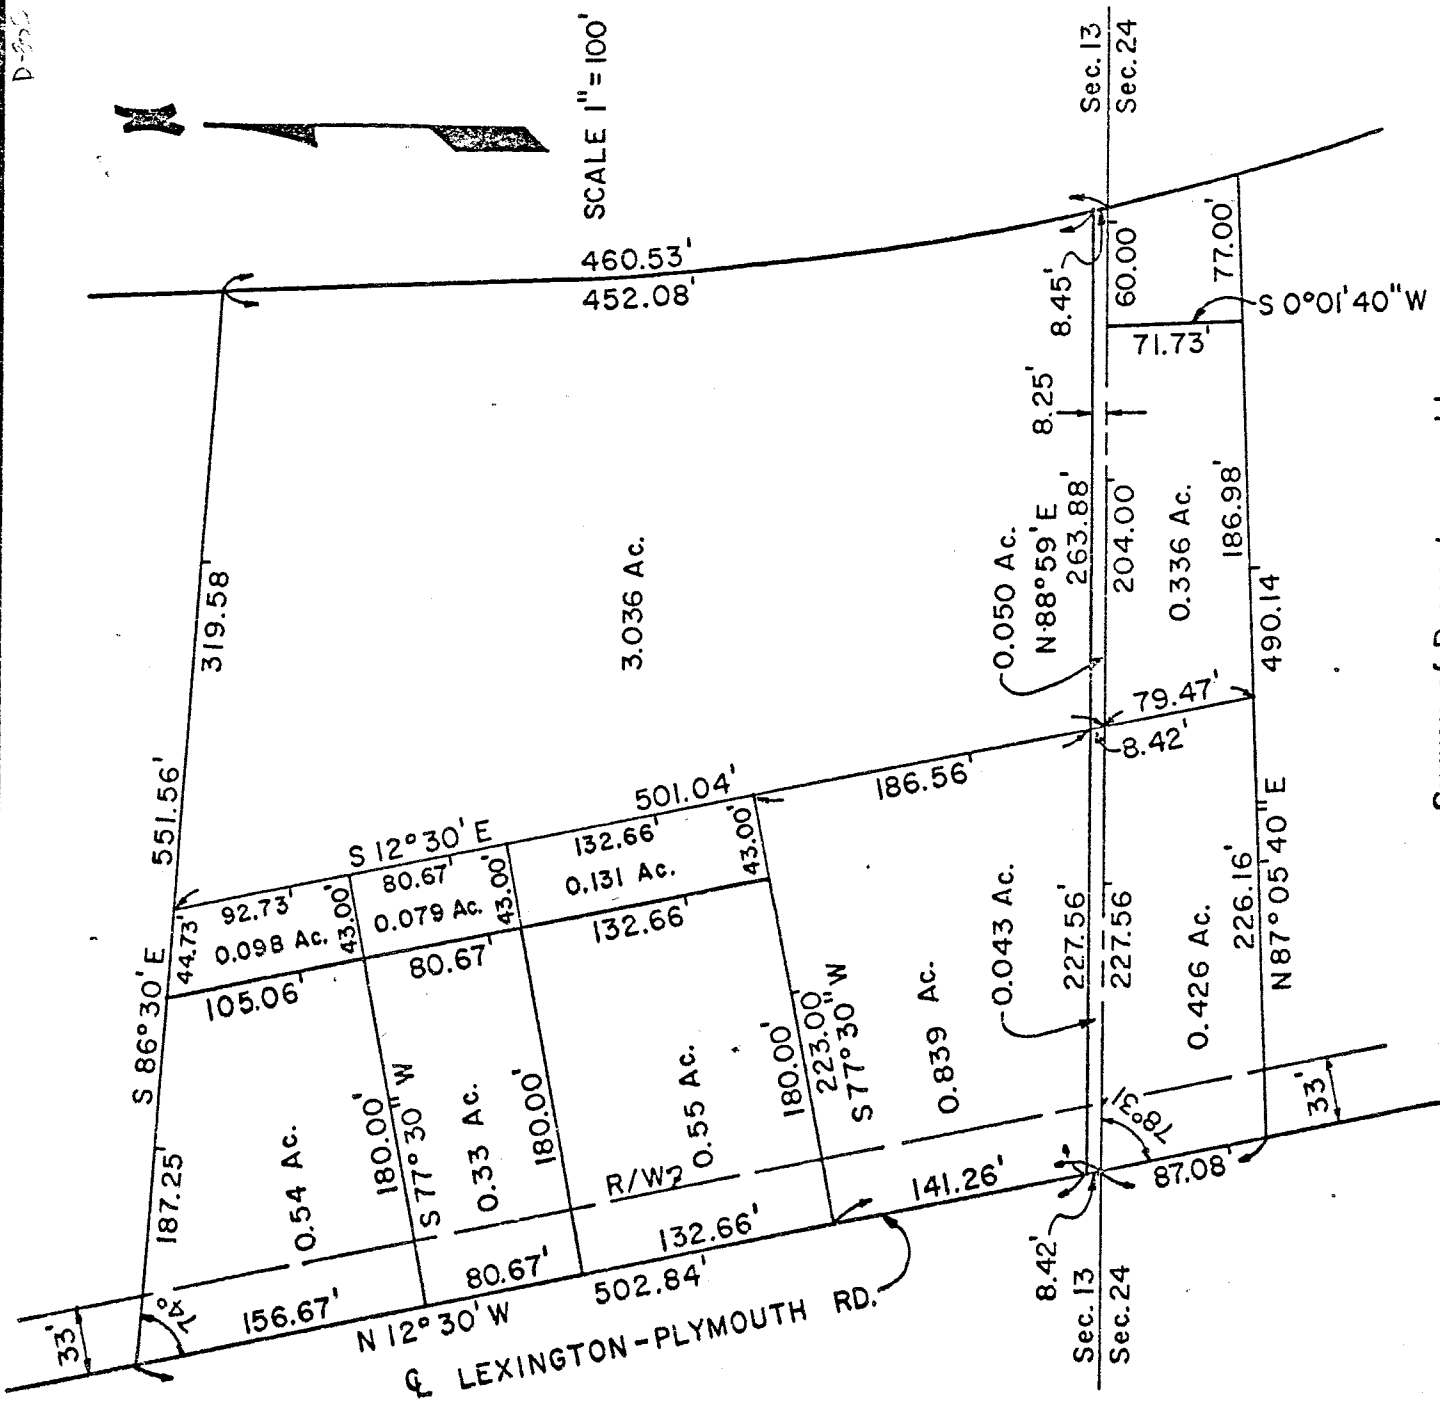 SCALE 1"=100'
Sec. 13
Sec. 24
460.53'
452.08'
8.45'
60.00
77.00'
S 0°01'40"W
71.73'
8.25'
319.58'
551.56'
3.036 Ac.
0.050 Ac.
N·88°59'E
263.88'
204.00
0.336 Ac.
186.98'
490.14'
79.47'
8.42'
186.56'
501.04'
S 12°30'E
S 86°30'E
44.73'
92.73'
0.098 Ac.
43.00'
80.67'
0.079 Ac.
43.00'
132.66'
0.131 Ac.
43.00'
105.06'
80.67'
132.66'
187.25'
0.54 Ac.
180.00'
S 77°30"W
0.33 Ac.
180.00'
0.55 Ac.
R/W
180.00'
223.00'
S 77°30"W
0.839 Ac.
0.043 Ac.
227.56'
227.56
0.426 Ac.
226.16'
N 87°05'40"E
33'
74°
156.67'
80.67'
132.66'
502.84'
N 12°30'W
141.26'
78°31
87.08'
33'
8.42'
℄ LEXINGTON-PLYMOUTH RD.
Sec. 13
Sec. 24